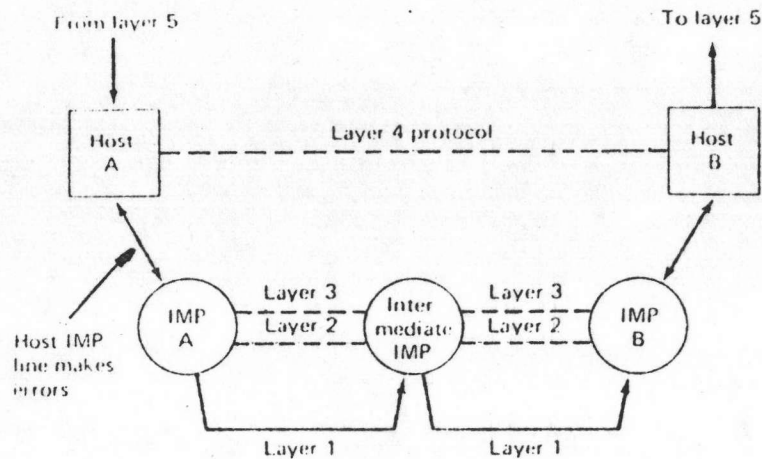 From layer 5
To layer 5
Host
A
Layer 4 protocol
Host
B
IMP
A
Layer 3
Layer 2
Inter
mediate
IMP
Layer 3
Layer 2
IMP
B
Host IMP
line makes
errors
Layer 1
Layer 1